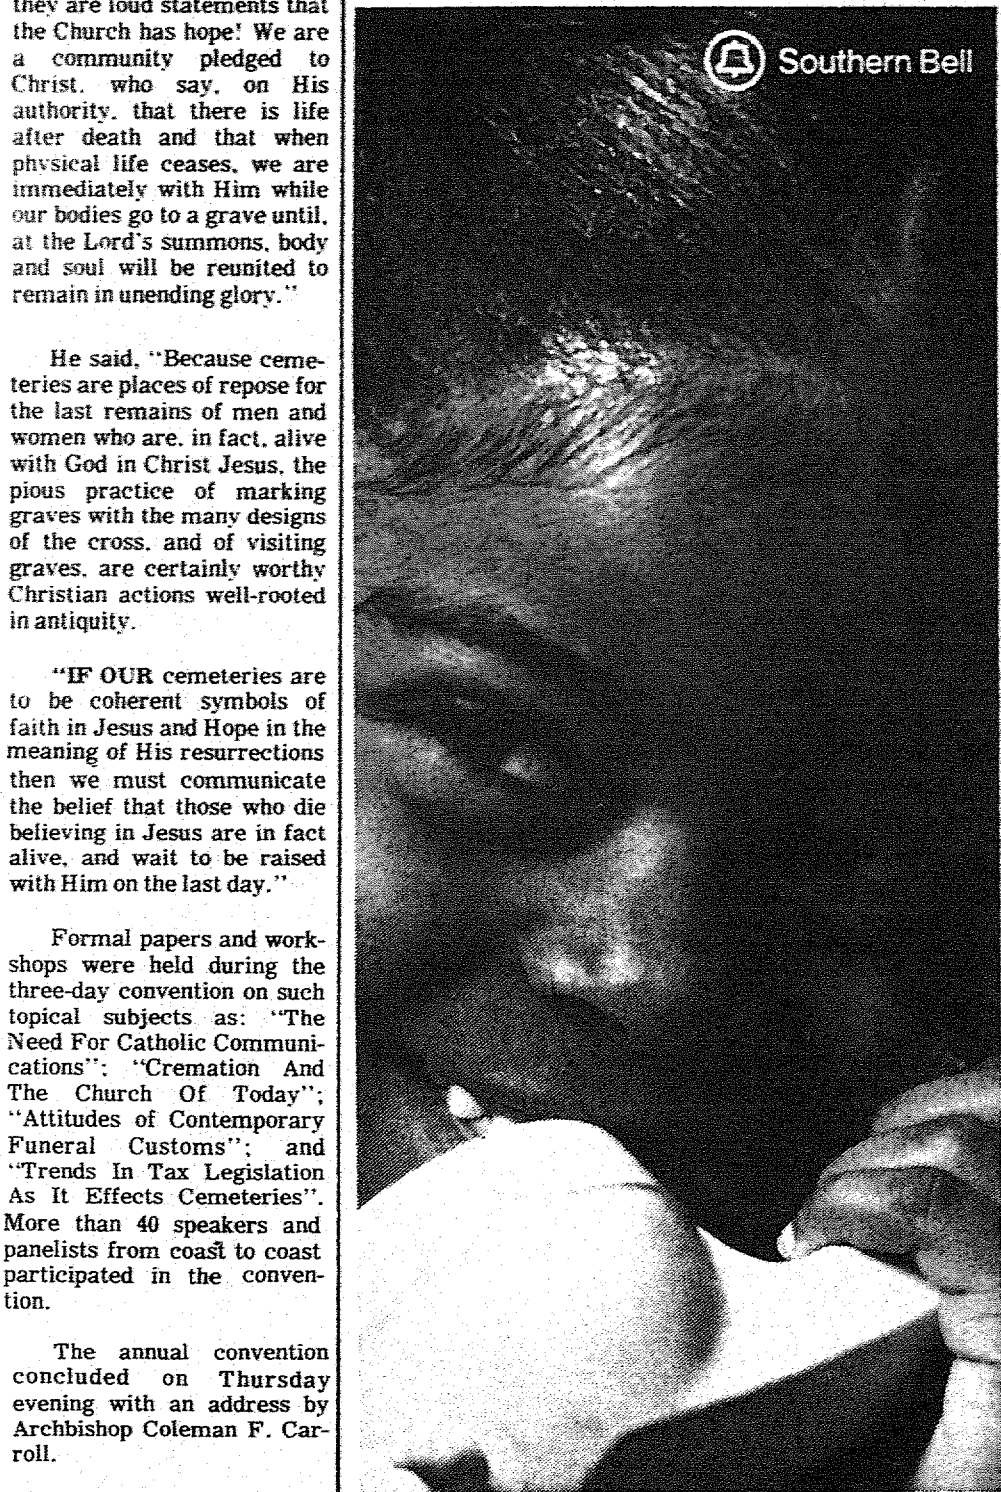 they are loud statements that
the Church has hope! We are
a community pledged to
Christ, who say, on His
authority, that there is life
after death and that when
physical life ceases, we are
immediately with Him while
our bodies go to a grave until,
at the Lord's summons, body
and soul will be reunited to
remain in unending glory."
He said, "Because ceme-
teries are places of repose for
the last remains of men and
women who are, in fact, alive
with God in Christ Jesus, the
pious practice of marking
graves with the many designs
of the cross, and of visiting
graves, are certainly worthy
Christian actions well-rooted
in antiquity.
"IF OUR cemeteries are
to be coherent symbols of
faith in Jesus and Hope in the
meaning of His resurrections
then we must communicate
the belief that those who die
believing in Jesus are in fact
alive, and wait to be raised
with Him on the last day."
Formal papers and work-
shops were held during the
three-day convention on such
topical subjects as: "The
Need For Catholic Communi-
cations"; "Cremation And
The Church Of Today";
"Attitudes of Contemporary
Funeral Customs"; and
"Trends In Tax Legislation
As It Effects Cemeteries".
More than 40 speakers and
panelists from coast to coast
participated in the conven-
tion.
The annual convention
concluded on Thursday
evening with an address by
Archbishop Coleman F. Car-
roll.
Southern Bell